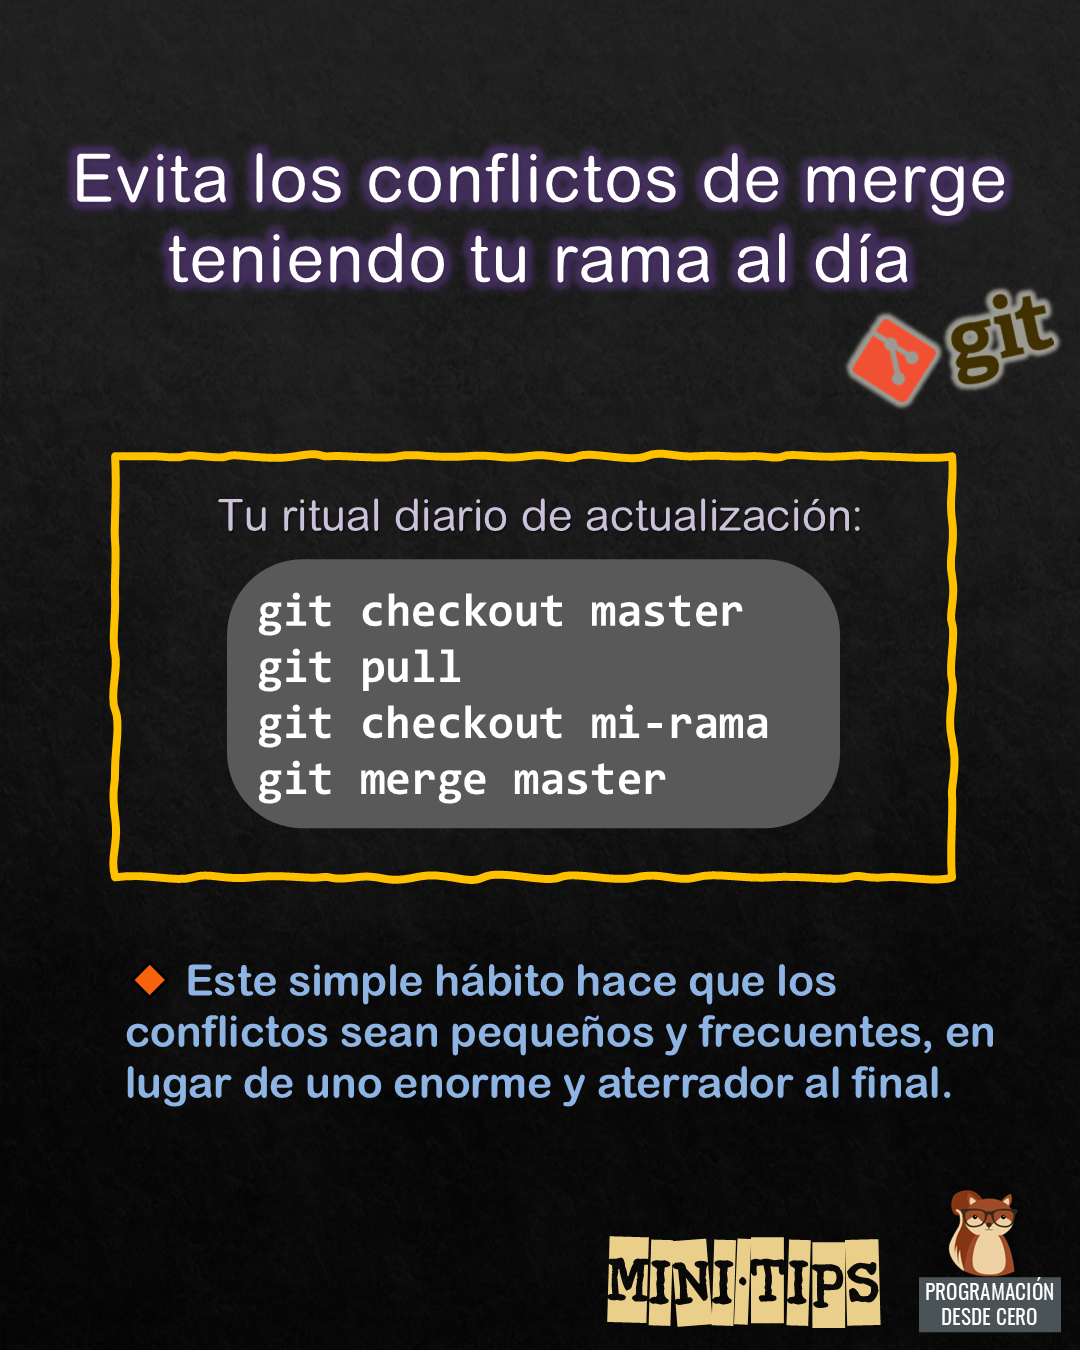 Evita los conflictos de merge
teniendo tu rama al día
git
Tu ritual diario de actualización:
git checkout master
git pull
git checkout mi-rama
git merge master
Este simple hábito hace que los
conflictos sean pequeños y frecuentes, en
lugar de uno enorme y aterrador al final.
MINI·TIPS
PROGRAMACIÓN
DESDE CERO